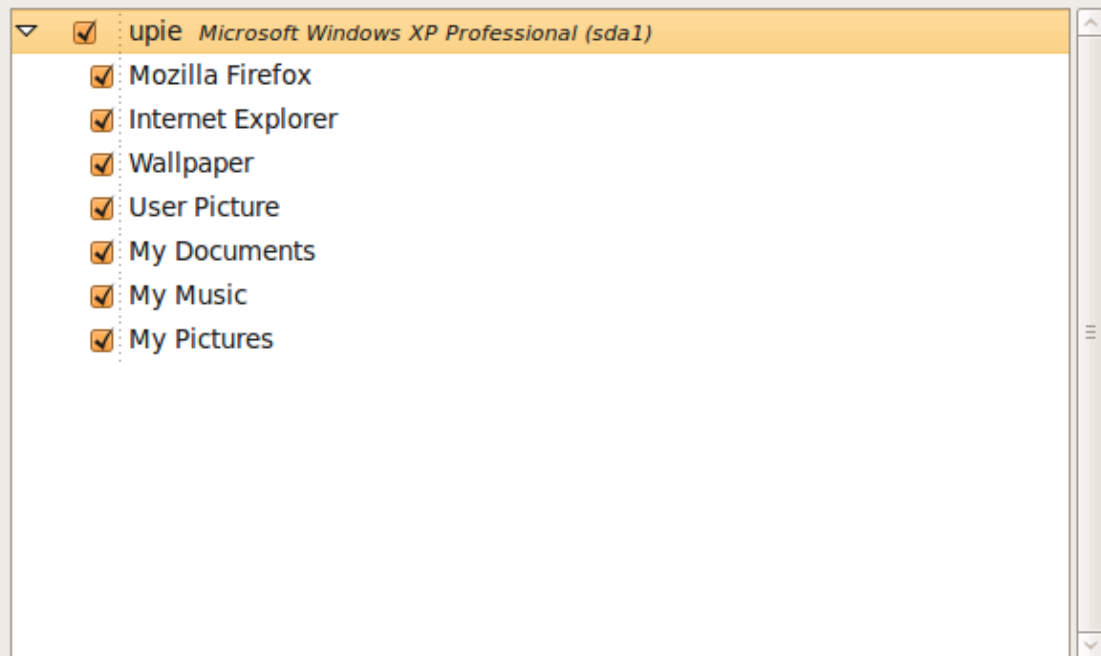 upie Microsoft Windows XP Professional (sda1)
Mozilla Firefox
Internet Explorer
Wallpaper
User Picture
My Documents
My Music
My Pictures